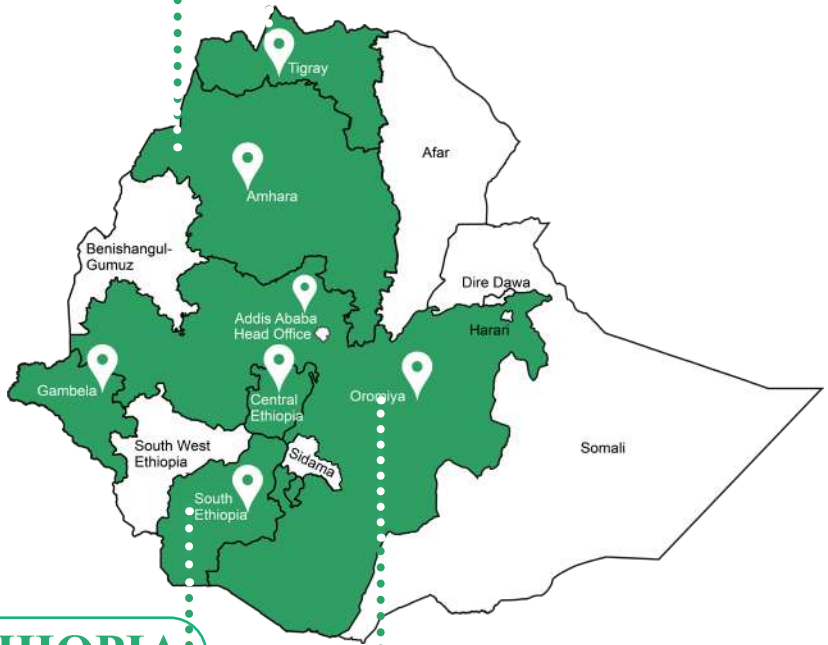 Tigray
Afar
Amhara
Benishangul-
Gumuz
Dire Dawa
Addis Ababa
Head Office
Harari
Gambela
Central
Ethiopia
Oromiya
South West
Ethiopia
Sidama
Somali
South
Ethiopia